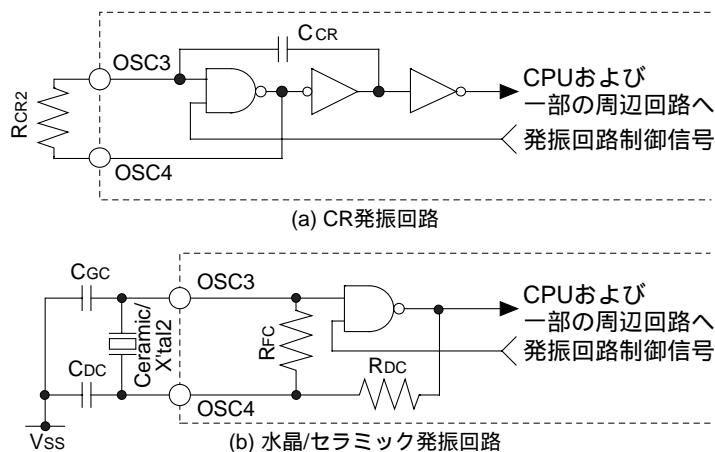 CCR
OSC3
RCR2
CPUおよび
一部の周辺回路へ
発振回路制御信号
OSC4
(a) CR発振回路
CGC
OSC3
Ceramic/
X'tal2
RFC
CPUおよび
一部の周辺回路へ
発振回路制御信号
CDC
RDC
OSC4
VSS
(b) 水晶/セラミック発振回路